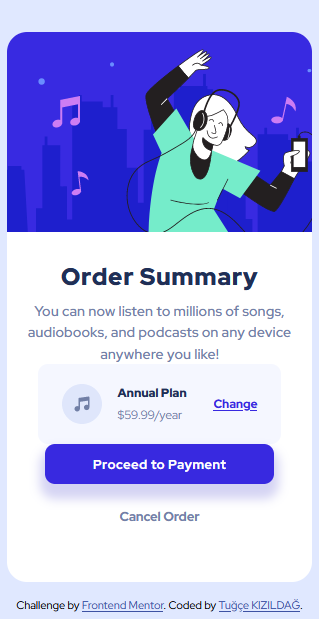 Order Summary
You can now listen to millions of songs,
audiobooks, and podcasts on any device
anywhere you like!
Annual Plan
$59.99/year
Change
Proceed to Payment
Cancel Order
Challenge by Frontend Mentor. Coded by Tuğçe KIZILDAĞ.